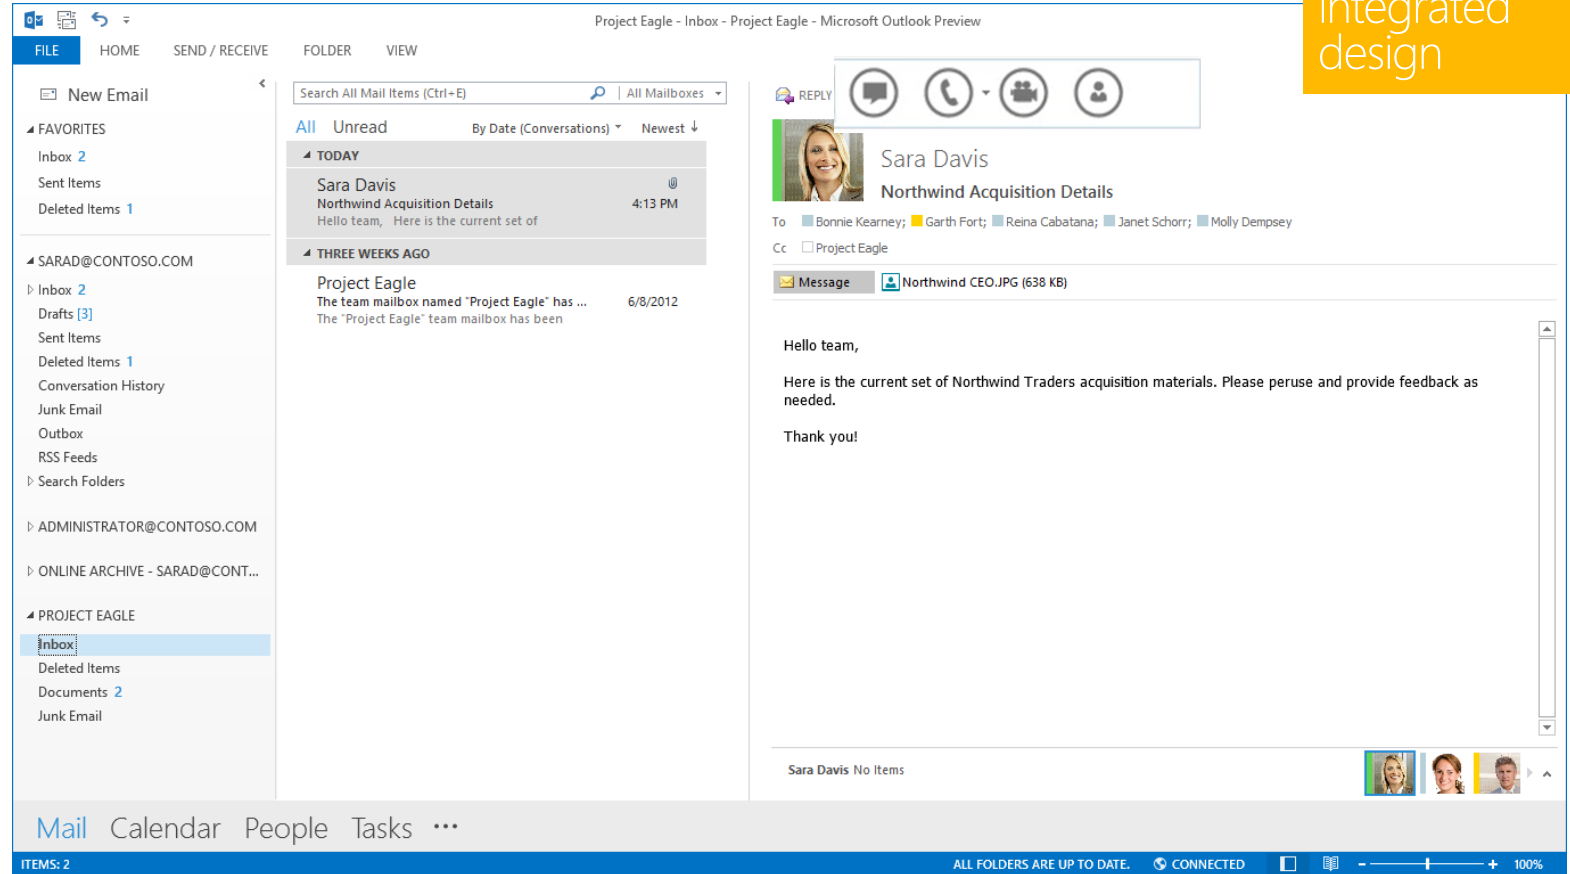 Project Eagle - Inbox - Project Eagle - Microsoft Outlook Preview
integrated
design
FILE HOME SEND / RECEIVE FOLDER VIEW
New Email
FAVORITES
Inbox 2
Sent Items
Deleted Items 1
SARAD@CONTOSO.COM
Inbox 2
Drafts [3]
Sent Items
Deleted Items 1
Conversation History
Junk Email
Outbox
RSS Feeds
Search Folders
ADMINISTRATOR@CONTOSO.COM
ONLINE ARCHIVE - SARAD@CONT...
PROJECT EAGLE
Inbox
Deleted Items
Documents 2
Junk Email
Search All Mail Items (Ctrl+E) All Mailboxes
All Unread By Date (Conversations) Newest
TODAY
Sara Davis
Northwind Acquisition Details 4:13 PM
Hello team, Here is the current set of
THREE WEEKS AGO
Project Eagle
The team mailbox named "Project Eagle" has ... 6/8/2012
The "Project Eagle" team mailbox has been
REPLY
Sara Davis
Northwind Acquisition Details
To Bonnie Kearney; Garth Fort; Reina Cabatana; Janet Schorr; Molly Dempsey
Cc Project Eagle
Message Northwind CEO.JPG (638 KB)
Hello team,
Here is the current set of Northwind Traders acquisition materials. Please peruse and provide feedback as
needed.
Thank you!
Sara Davis No Items
Mail Calendar People Tasks ...
ITEMS: 2 ALL FOLDERS ARE UP TO DATE. CONNECTED 100%